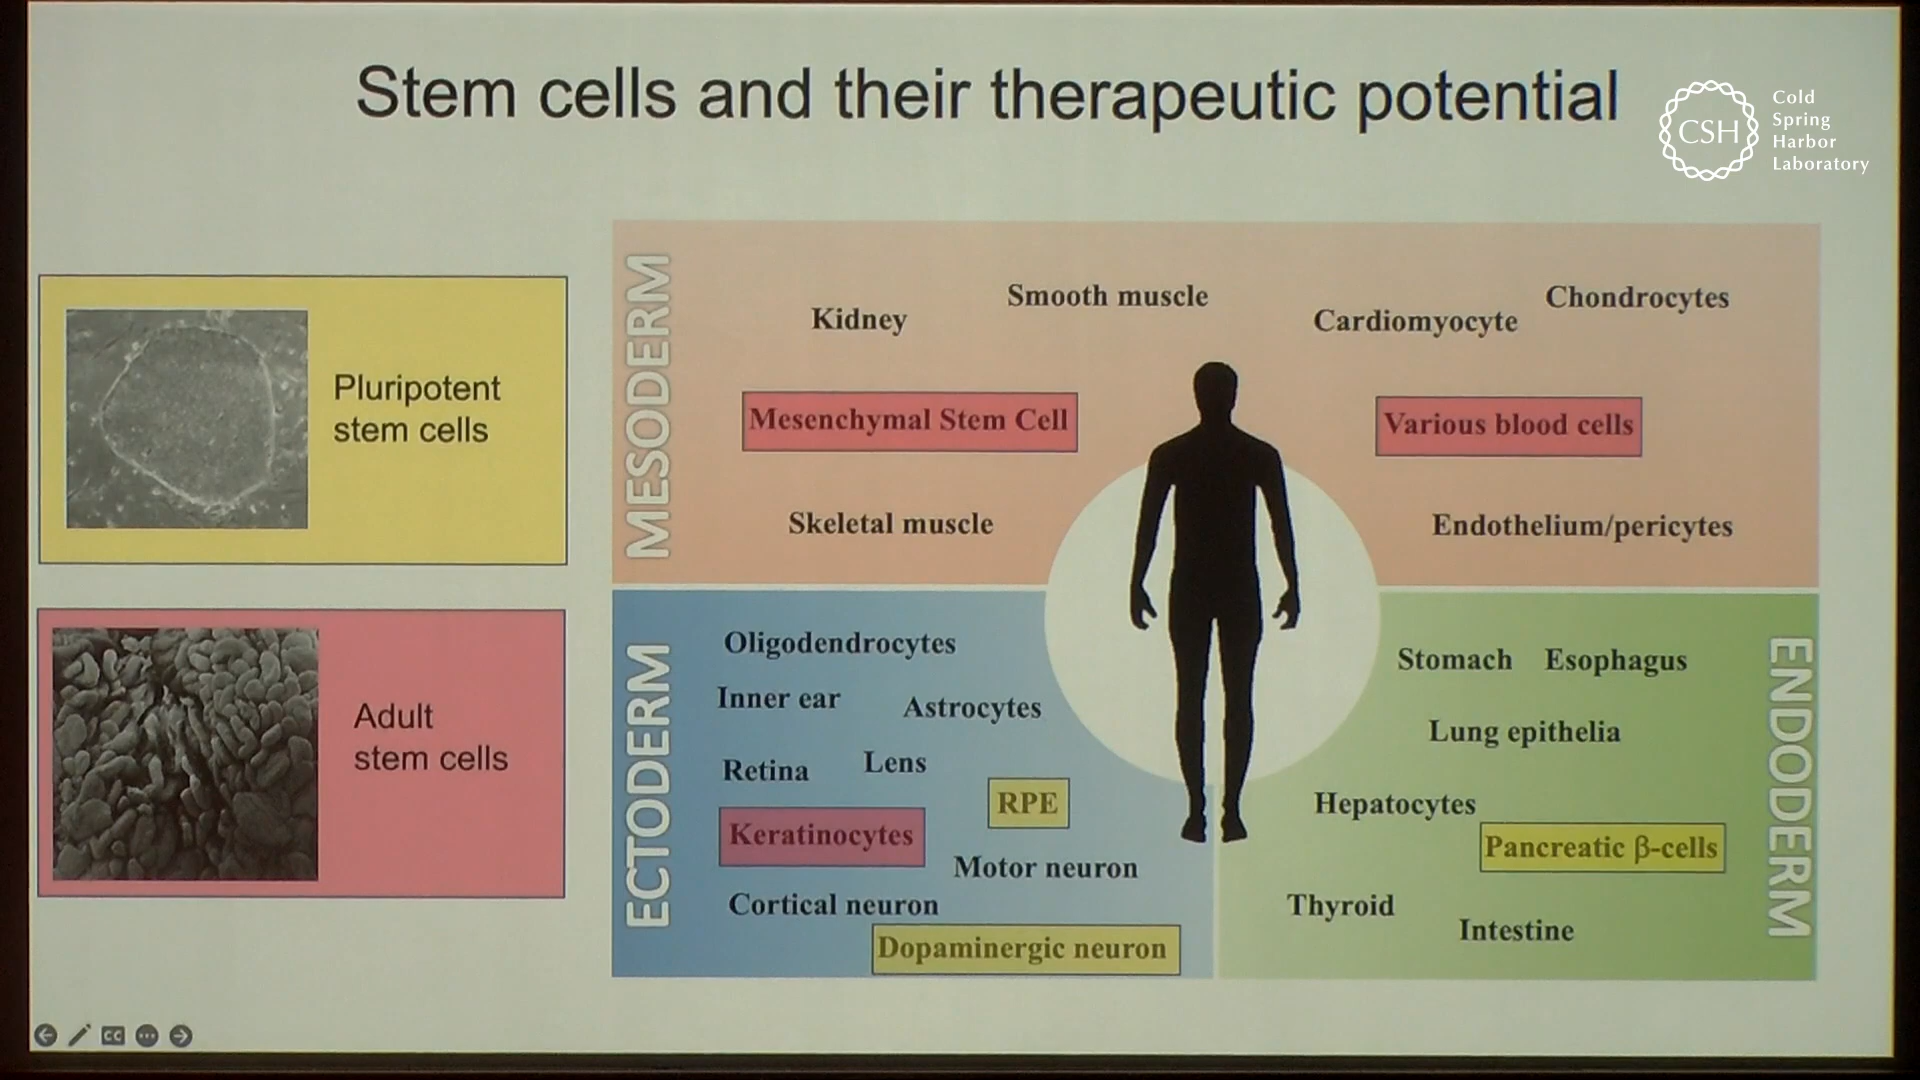 Stem cells and their therapeutic potential
CSH
Cold
Spring
Harbor
Laboratory
Pluripotent
stem cells
Adult
stem cells
MESODERM
Kidney
Smooth muscle
Cardiomyocyte
Chondrocytes
Mesenchymal Stem Cell
Various blood cells
Skeletal muscle
Endothelium/pericytes
ECTODERM
Oligodendrocytes
Inner ear
Astrocytes
Retina
Lens
RPE
Keratinocytes
Motor neuron
Cortical neuron
Dopaminergic neuron
Stomach
Esophagus
Lung epithelia
Hepatocytes
Pancreatic β-cells
Thyroid
Intestine
ENDODERM
CC